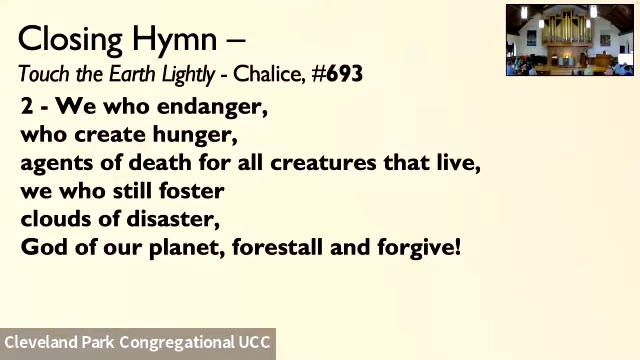 Closing Hymn –
Touch the Earth Lightly - Chalice, #693
2 - We who endanger,
who create hunger,
agents of death for all creatures that live,
we who still foster
clouds of disaster,
God of our planet, forestall and forgive!
Cleveland Park Congregational UCC